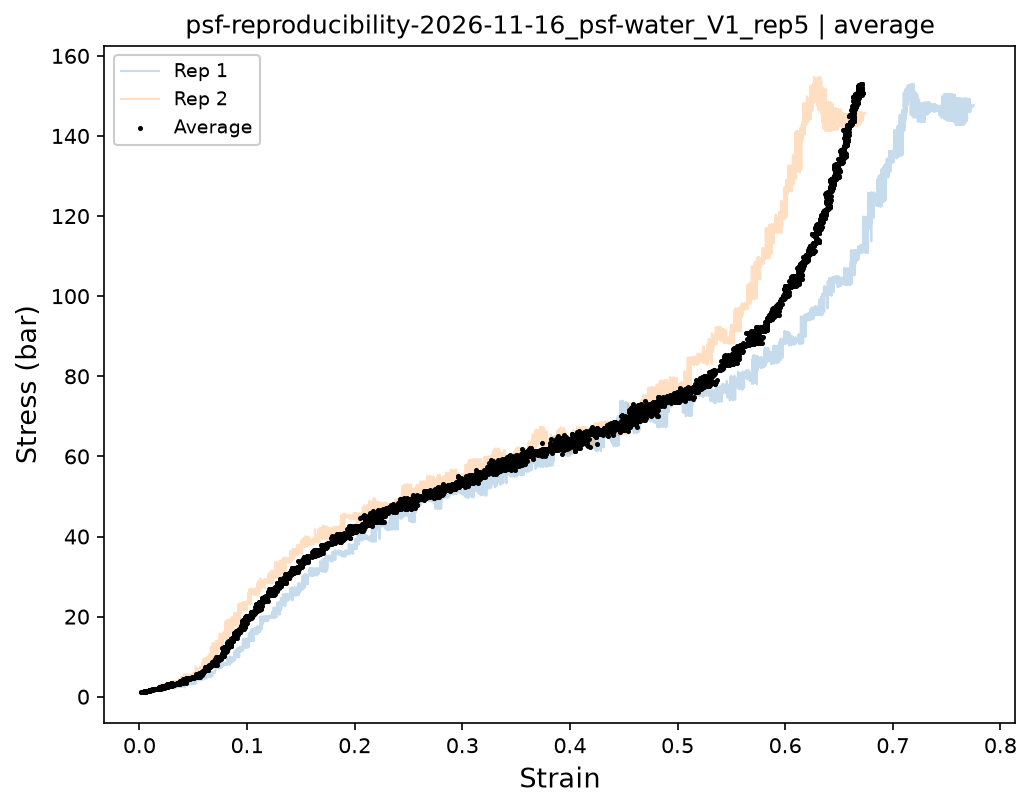 psf-reproducibility-2026-11-16_psf-water_V1_rep5 | average
Rep 1
Rep 2
Average
Stress (bar)
160
140
120
100
80
60
40
20
0
0.0 0.1 0.2 0.3 0.4 0.5 0.6 0.7 0.8
Strain